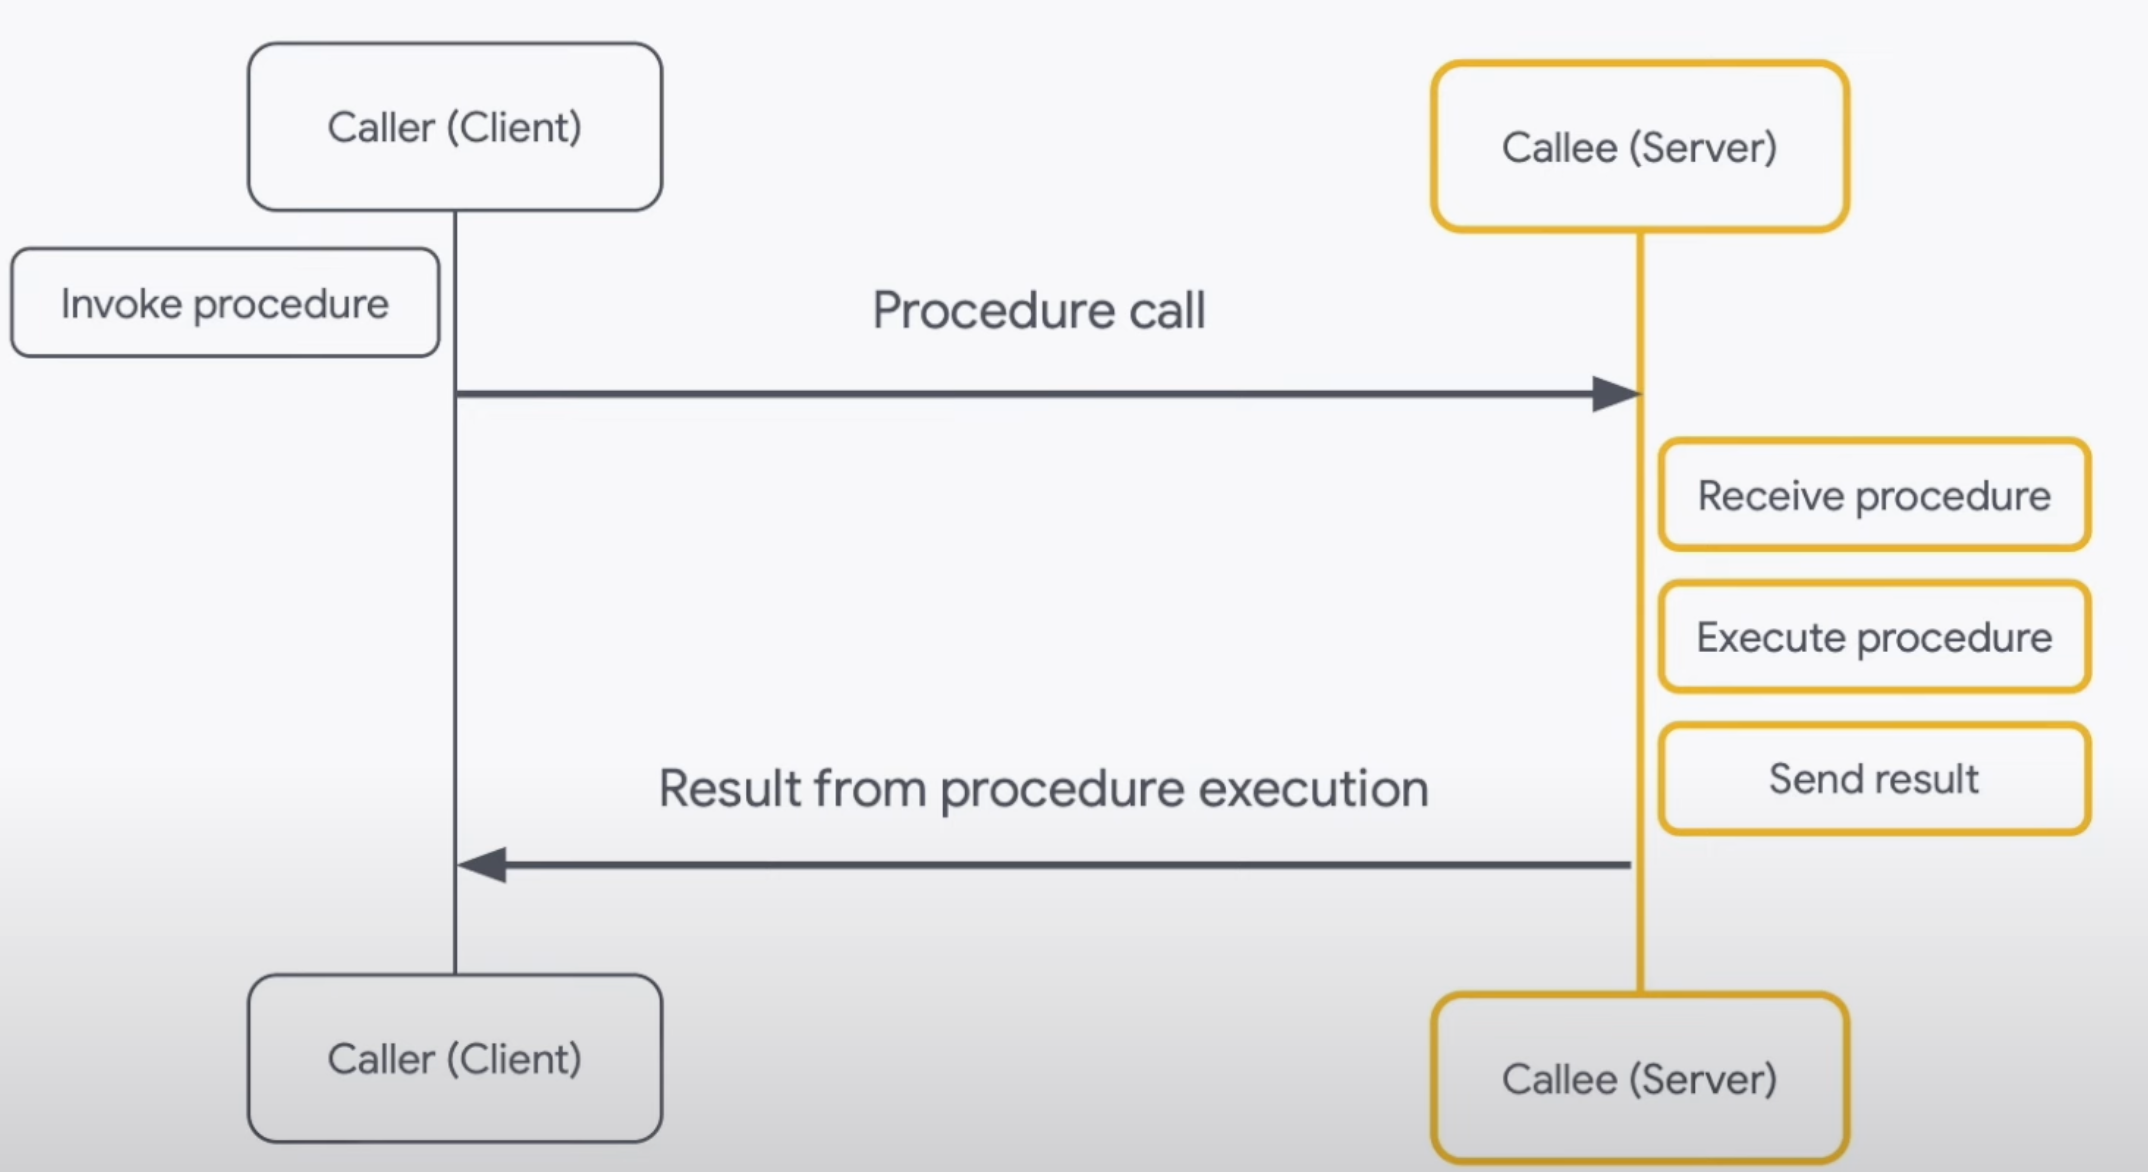 Caller (Client)
Callee (Server)
Invoke procedure
Procedure call
Receive procedure
Execute procedure
Send result
Result from procedure execution
Caller (Client)
Callee (Server)